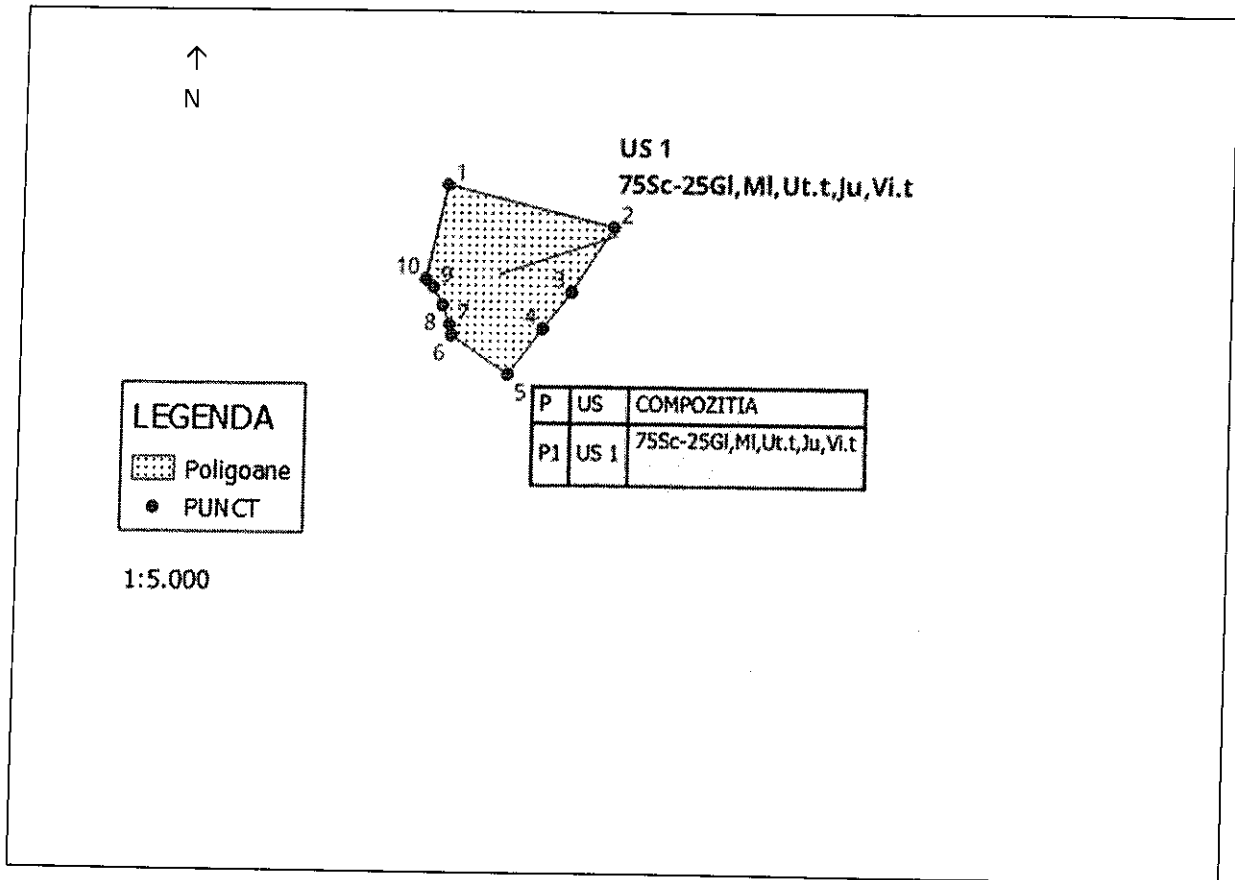 N
US 1
75Sc-25Gl,Ml,Ut.t,Ju,Vi.t
1
2
10
9
3
8
7
4
6
5
P US COMPOZITIA
P1 US 1 75Sc-25Gl,Ml,Ut.t,Ju,Vi.t
LEGENDA
Poligoane
PUNCT
1:5.000